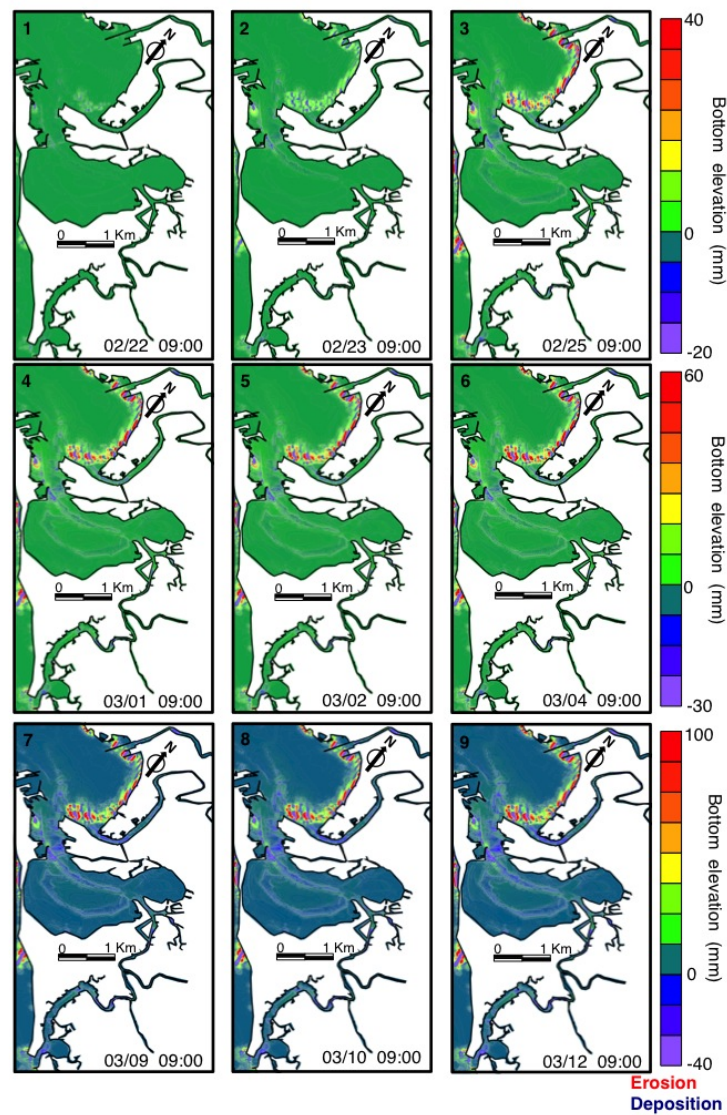 1
N
0 1 Km
02/22 09:00
2
N
0 1 Km
02/23 09:00
3
N
0 1 Km
02/25 09:00
40
0
-20
Bottom elevation (mm)
4
N
0 1 Km
03/01 09:00
5
N
0 1 Km
03/02 09:00
6
N
0 1 Km
03/04 09:00
60
0
-30
Bottom elevation (mm)
7
N
0 1 Km
03/09 09:00
8
N
0 1 Km
03/10 09:00
9
N
0 1 Km
03/12 09:00
100
0
-40
Bottom elevation (mm)
Erosion
Deposition